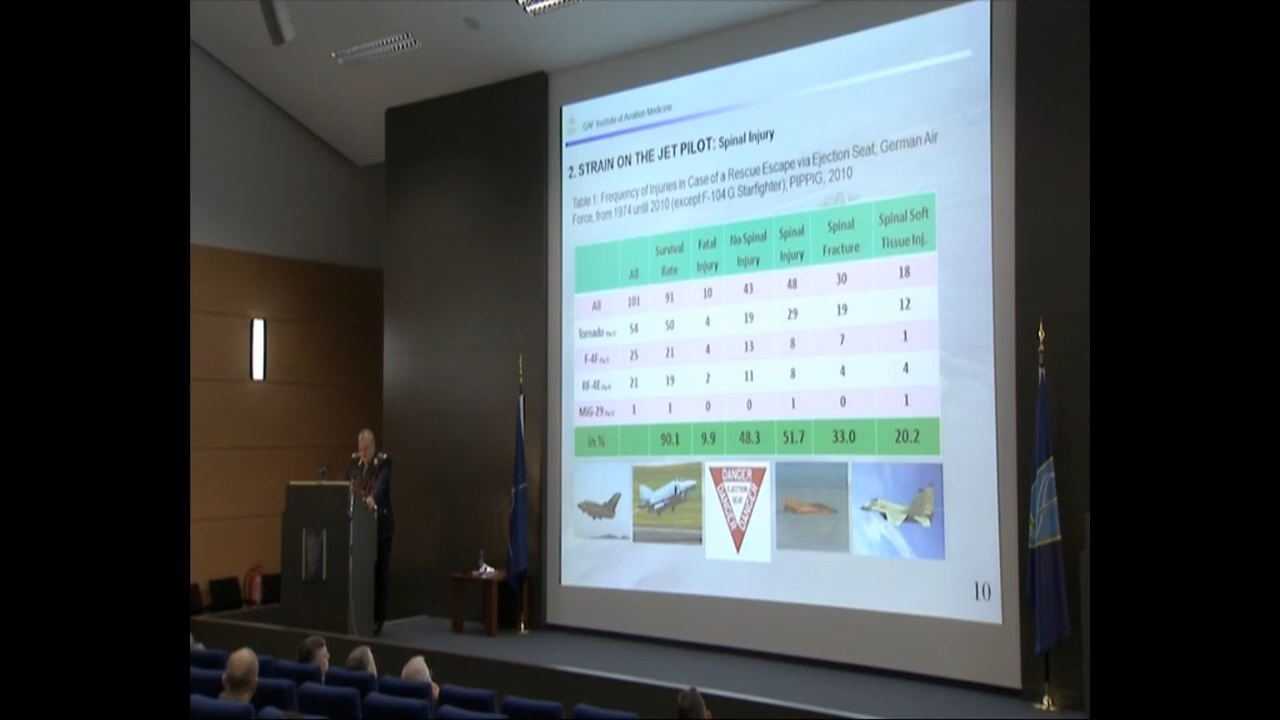 GAF Institute of Aviation Medicine
2. STRAIN ON THE JET PILOT: Spinal Injury
Table 1: Frequency of Injuries in Case of a Rescue Escape via Ejection Seat, German Air
Force, from 1974 until 2010 (except F-104 G Starfighter); PIPPIG, 2010
All Survival Rate Fatal Injury No Spinal Injury Spinal Injury Spinal Fracture Spinal Soft Tissue Inj.
All 101 91 10 43 48 30 18
Tornado 54 50 4 19 29 19 12
F-4F 25 21 4 13 8 7 1
RF-4E 21 19 2 11 8 4 4
MiG-29 1 1 0 0 1 0 1
in % 90.1 9.9 48.3 51.7 33.0 20.2
DANGER
EJECTION
SEAT
DANGER
DANGER
10